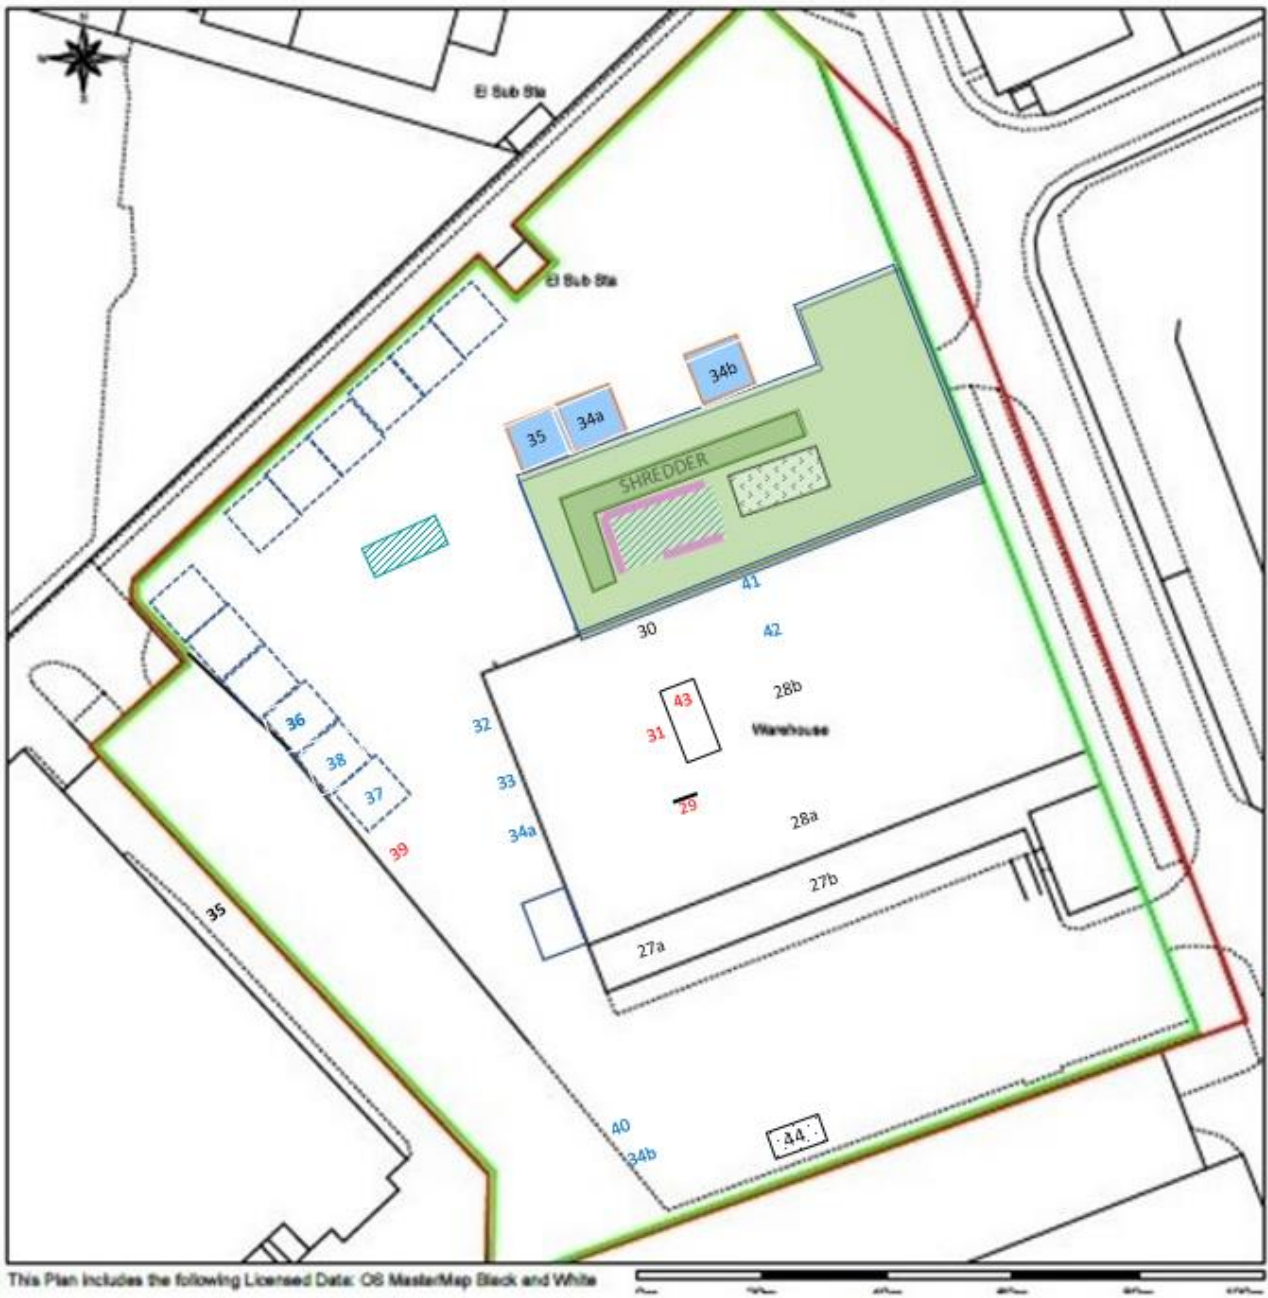 El Sub Sta
El Sub Sta
34b
34a
35
SHREDDER
41
30
42
28b
43
36
32
31
Warehouse
38
33
37
29
28a
34a
39
27b
35
27a
40
44
34b
This Plan includes the following Licensed Data: OS MasterMap Black and White